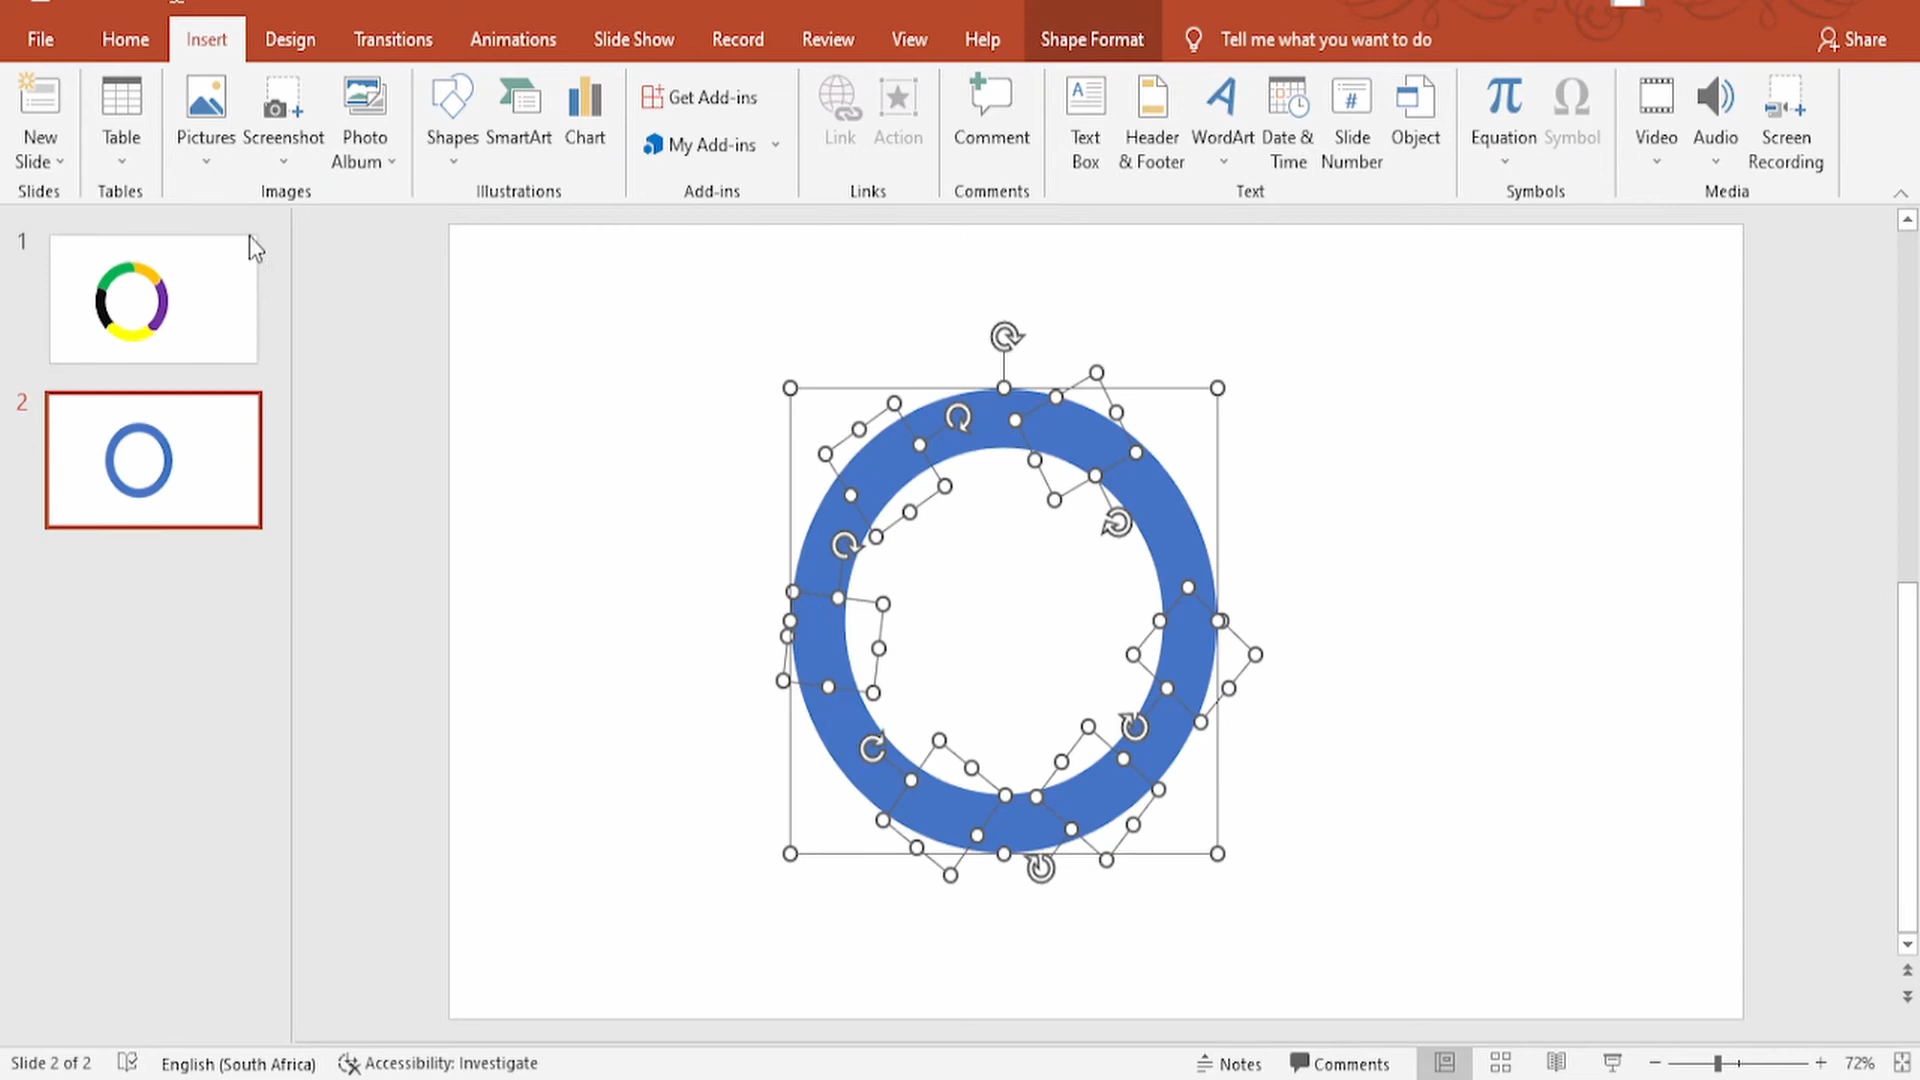 File Home Insert Design Transitions Animations Slide Show Record Review View Help Shape Format Tell me what you want to do Share
New Slide
Table
Pictures
Screenshot
Photo Album
Shapes
SmartArt
Chart
Get Add-ins
My Add-ins
Link
Action
Comment
Text Box
Header & Footer
WordArt
Date & Time
Slide Number
Object
Equation
Symbol
Video
Audio
Screen Recording
Slides Tables Images Illustrations Add-ins Links Comments Text Symbols Media
1
2
Slide 2 of 2 English (South Africa) Accessibility: Investigate Notes Comments 72%